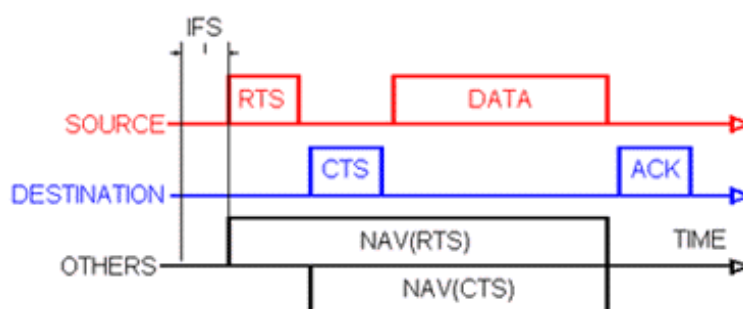 IFS
RTS
DATA
SOURCE
CTS
ACK
DESTINATION
NAV(RTS)
TIME
OTHERS
NAV(CTS)